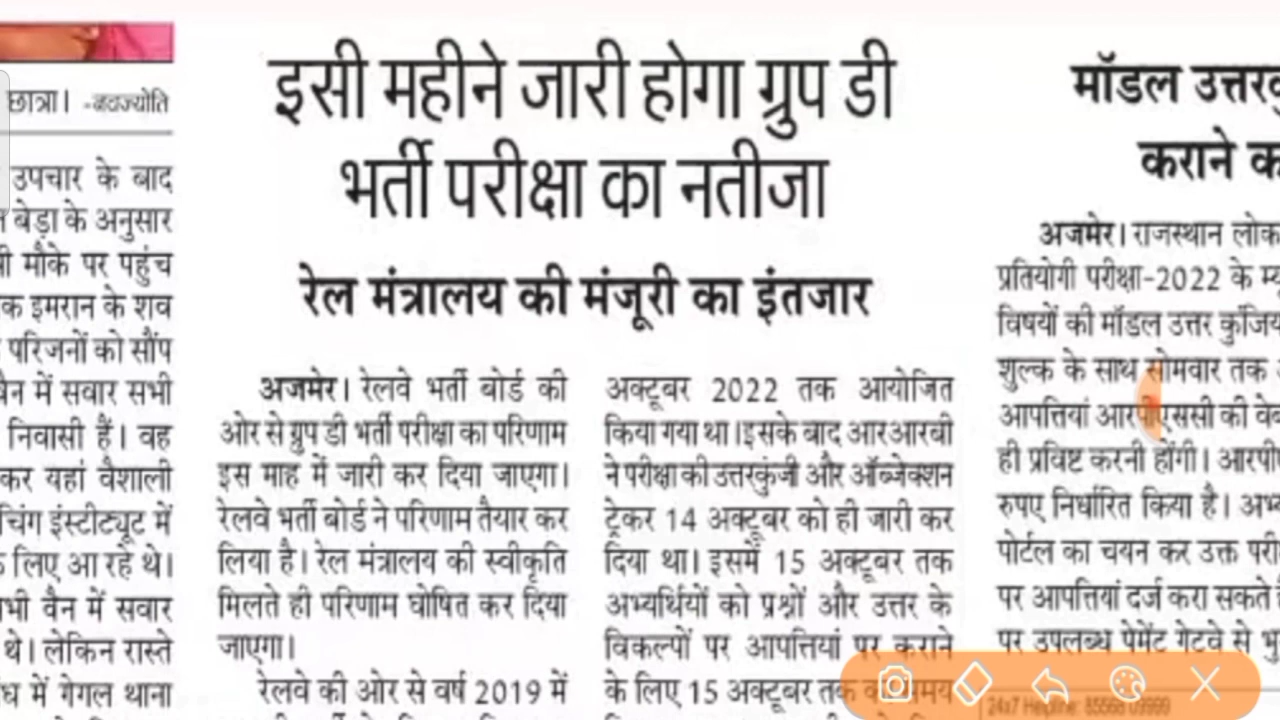 छात्रा। -नवज्योति
उपचार के बाद
बेड़ा के अनुसार
मौके पर पहुंच
इमरान के शव
परिजनों को सौंप
में सवार सभी
निवासी हैं। वह
कर यहां वैशाली
इंस्टीट्यूट में
लिए आ रहे थे।
वैन में सवार
थे। लेकिन रास्ते
में गेगल थाना
इसी महीने जारी होगा ग्रुप डी
भर्ती परीक्षा का नतीजा
रेल मंत्रालय की मंजूरी का इंतजार
अजमेर। रेलवे भर्ती बोर्ड की
ओर से ग्रुप डी भर्ती परीक्षा का परिणाम
इस माह में जारी कर दिया जाएगा।
रेलवे भर्ती बोर्ड ने परिणाम तैयार कर
लिया है। रेल मंत्रालय की स्वीकृति
मिलते ही परिणाम घोषित कर दिया
जाएगा।
रेलवे की ओर से वर्ष 2019 में
अक्टूबर 2022 तक आयोजित
किया गया था।इसके बाद आरआरबी
ने परीक्षा की उत्तरकुंजी और ऑब्जेक्शन
ट्रेकर 14 अक्टूबर को ही जारी कर
दिया था। इसमें 15 अक्टूबर तक
अभ्यर्थियों को प्रश्नों और उत्तर के
विकल्पों पर आपत्तियां पर कराने
के लिए 15 अक्टूबर तक
मॉडल
कराने
अजमेर। राजस्थान लोक
प्रतियोगी परीक्षा-2022 के
विषयों की मॉडल उत्तर
शुल्क के साथ सोमवार तक
आपत्तियां आरपीएससी की
ही प्रविष्ट करनी होंगी।
रुपए निर्धारित किया है।
पोर्टल का चयन कर उक्त
पर आपत्तियां दर्ज करा सकते
पर उपलब्ध पेमेंट गेटवे से
24x7 Helpline: